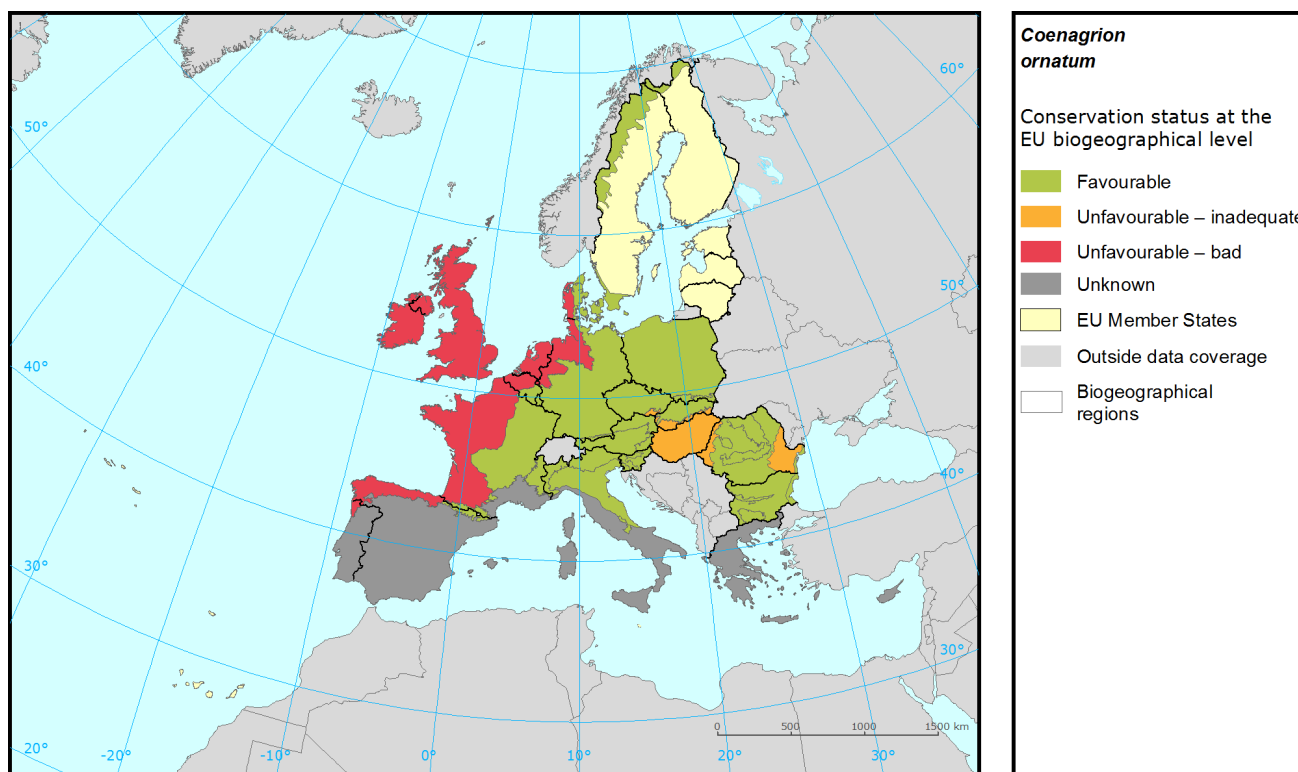 60°
50°
50°
40°
40°
30°
30°
20°
-20°
-10°
0°
10°
20°
30°
0 500 1000 1500 km
Coenagrion
ornatum
Conservation status at the
EU biogeographical level
Favourable
Unfavourable – inadequate
Unfavourable – bad
Unknown
EU Member States
Outside data coverage
Biogeographical
regions